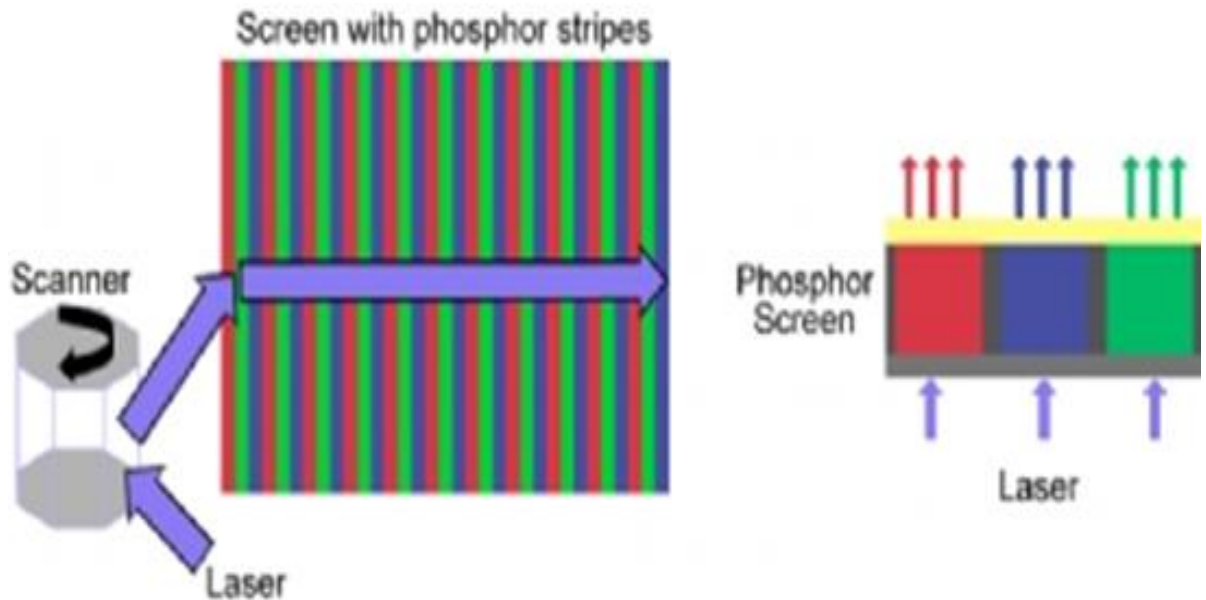 Screen with phosphor stripes
Scanner
Laser
Phosphor
Screen
Laser